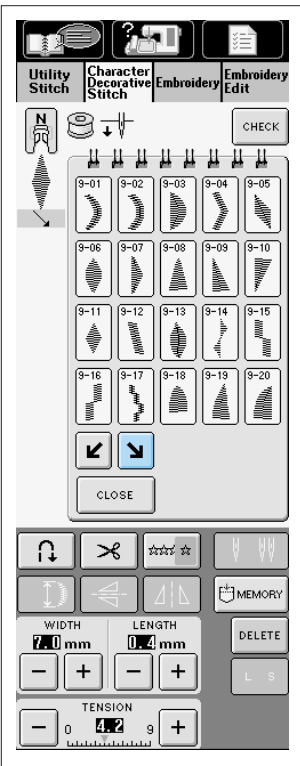 ?
Utility Stitch
Character Decorative Stitch
Embroidery
Embroidery Edit
N
CHECK
9-01 9-02 9-03 9-04 9-05
9-06 9-07 9-08 9-09 9-10
9-11 9-12 9-13 9-14 9-15
9-16 9-17 9-18 9-19 9-20
CLOSE
MEMORY
WIDTH LENGTH
7.0 mm 0.4 mm
DELETE
− + − +
L S
TENSION
− 0 4.2 9 +